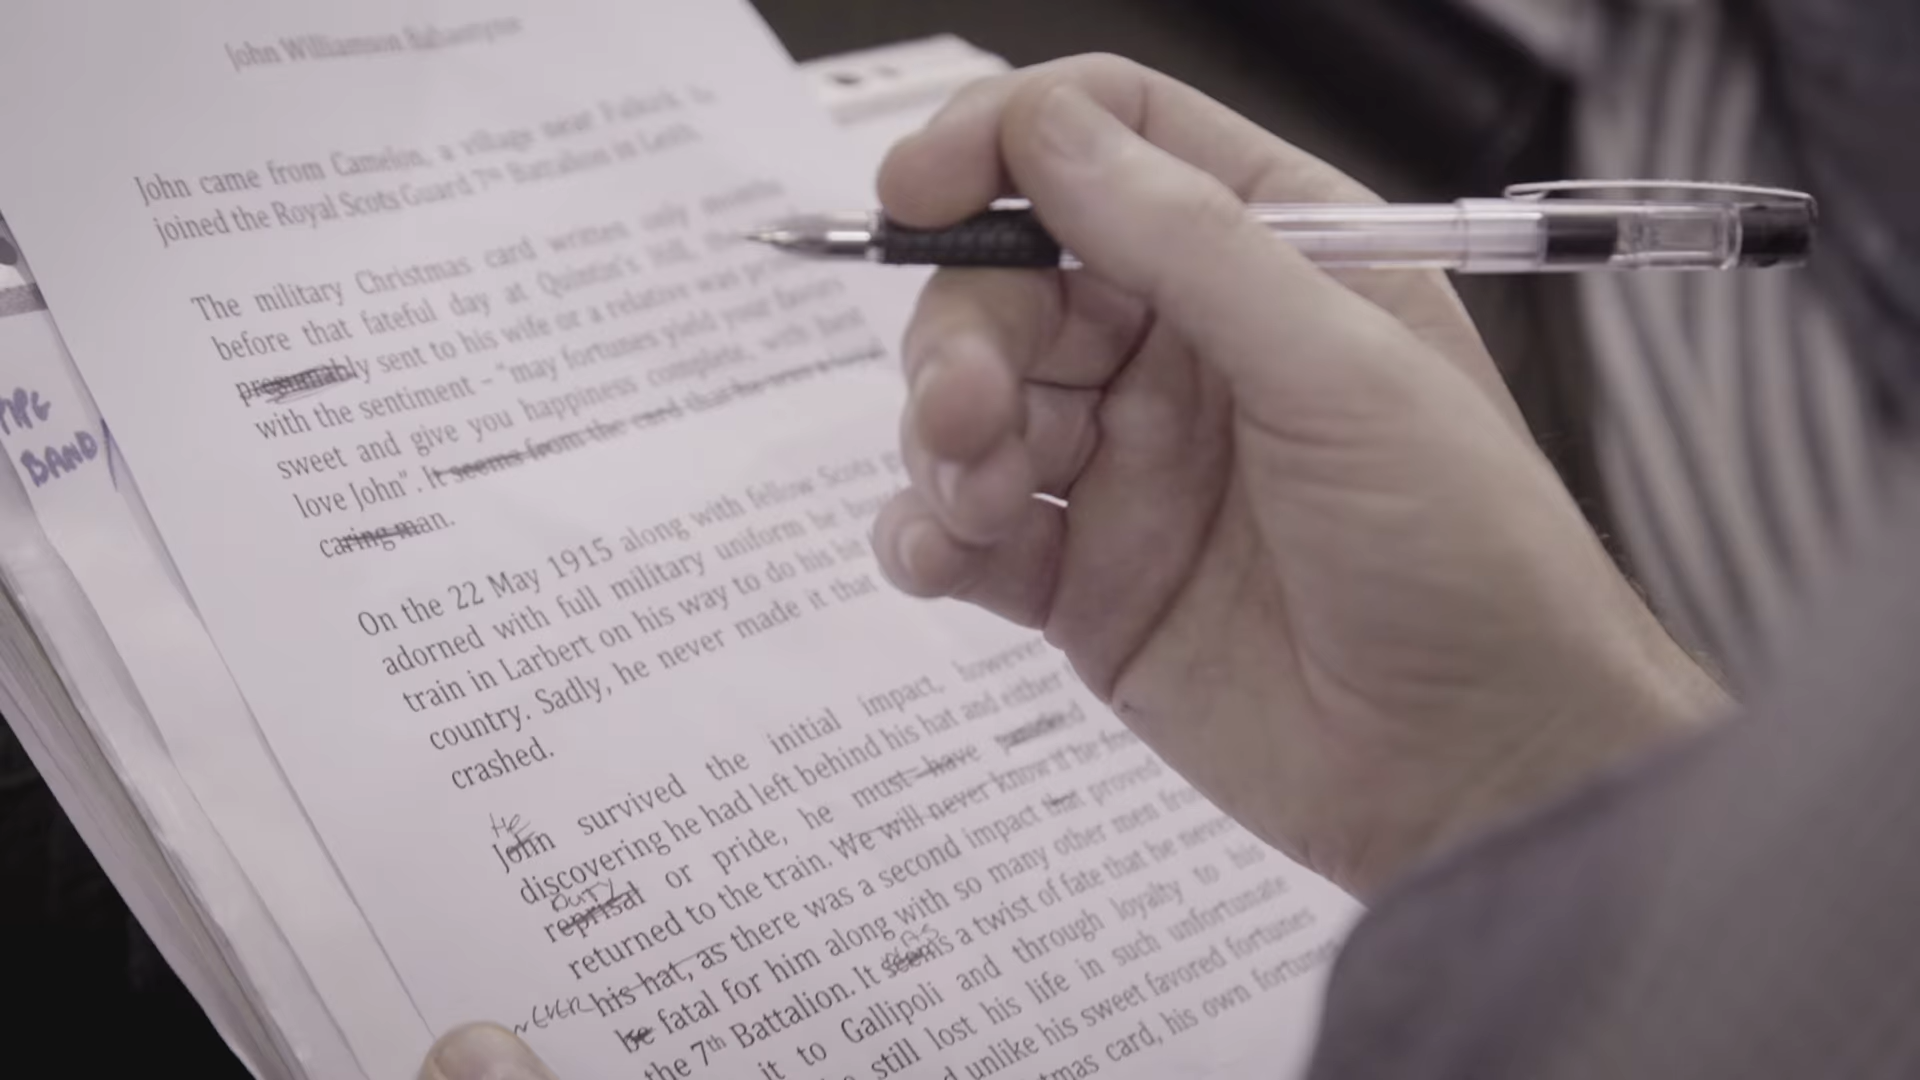 John Williamson Ballantyne
John came from Camelon, a village near Falkirk
joined the Royal Scots Guard 7th Battalion in Leith.
The military Christmas card written only months
before that fateful day at Quintin's Hill,
presumably sent to his wife or a relative was
with the sentiment – "may fortunes yield your flavors
sweet and give you happiness complete, with best
love John". It seems from the card that he was a
caring man.
On the 22 May 1915 along with fellow Scots
adorned with full military uniform he
train in Larbert on his way to do his bit
country. Sadly, he never made it that
crashed.
He
John survived the initial impact, however
discovering he had left behind his hat and either
DUTY
reprisal or pride, he must have
returned to the train. We will never know if he
NEVER his hat, as there was a second impact that proved
be fatal for him along with so many other men from
WAS
the 7th Battalion. It seems a twist of fate that he never
it to Gallipoli and through loyalty to his
still lost his life in such unfortunate
unlike his sweet favored fortunes
card, his own fortunes
PIPE
BAND